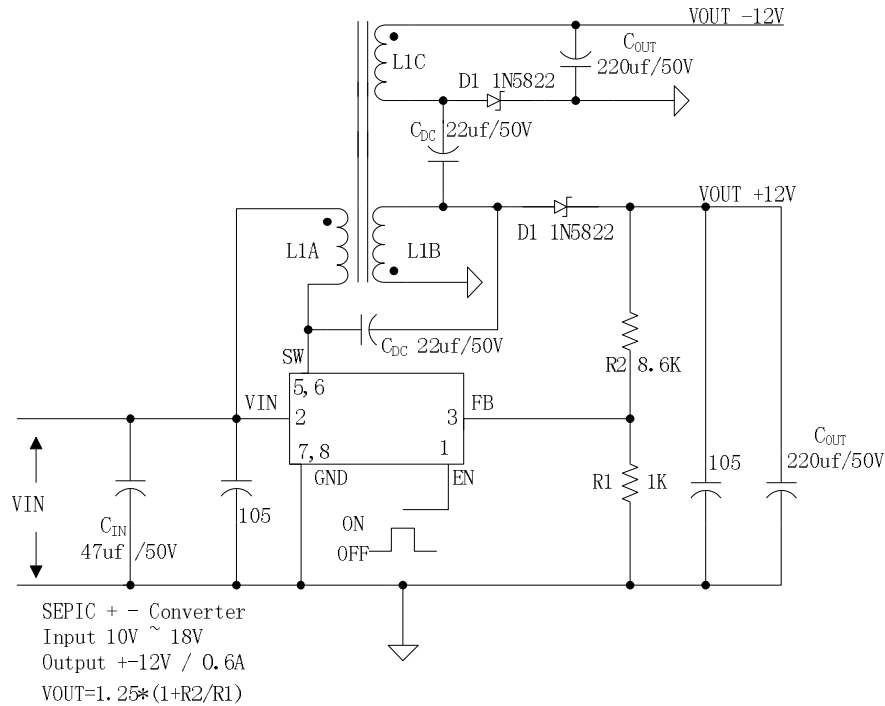 VOUT -12V
COUT
220uf/50V
L1C
D1 1N5822
CDC 22uf/50V
VOUT +12V
D1 1N5822
L1A
L1B
CDC 22uf/50V
SW
5,6
R2 8.6K
VIN
2
3
FB
7,8
1
GND
EN
R1
1K
105
COUT
220uf/50V
VIN
CIN
47uf /50V
105
ON
OFF
SEPIC + - Converter
Input 10V ~ 18V
Output +-12V / 0.6A
VOUT=1.25*(1+R2/R1)